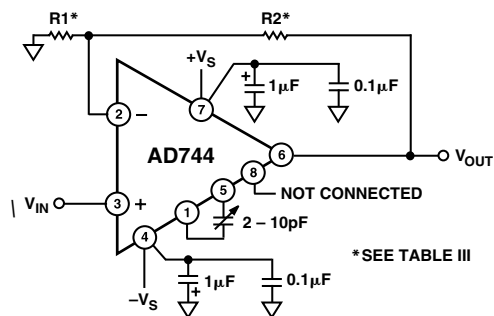 R1*
R2*
+VS
1µF
0.1µF
2
−
7
AD744
6
VOUT
8
NOT CONNECTED
5
| VIN
3
+
1
2 – 10pF
4
*SEE TABLE III
+
1µF
0.1µF
−VS
+